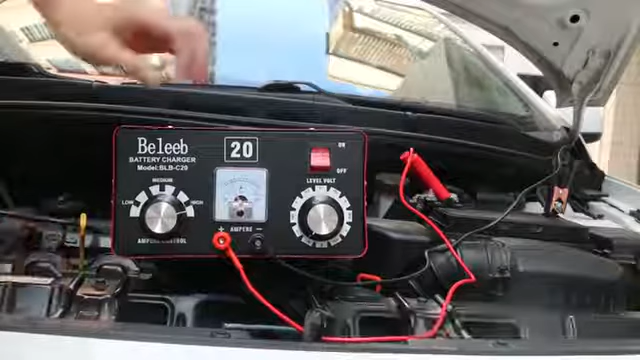 Beleeb
BATTERY CHARGER
Model:BLB-C20
20
ON
OFF
MEDIUM
LOW
HIGH
LEVEL VOLT
+ AMPERE −
AMPERE CONTROL